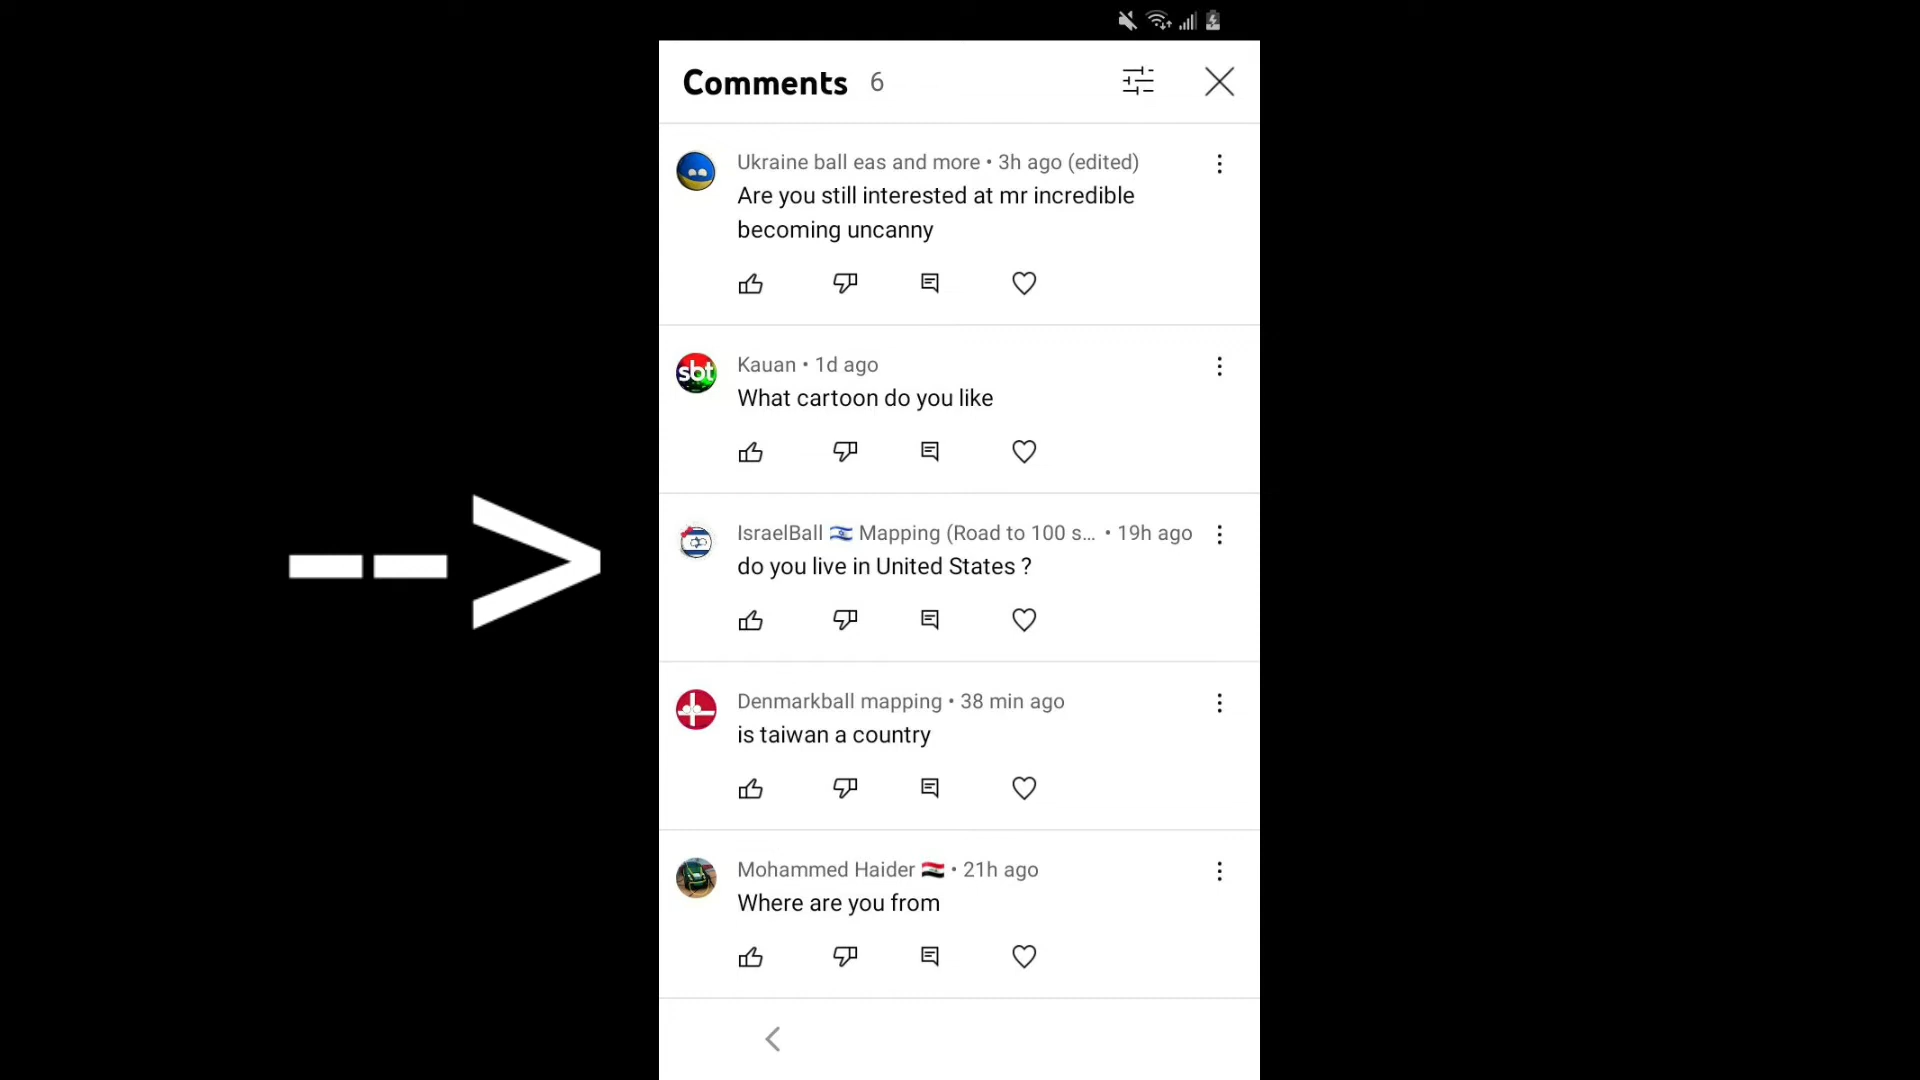 Comments 6
Ukraine ball eas and more • 3h ago (edited)
Are you still interested at mr incredible
becoming uncanny
sbt
Kauan • 1d ago
What cartoon do you like
-->
IsraelBall 🇮🇱 Mapping (Road to 100 s... • 19h ago
do you live in United States ?
Denmarkball mapping • 38 min ago
is taiwan a country
Mohammed Haider 🇮🇶 • 21h ago
Where are you from